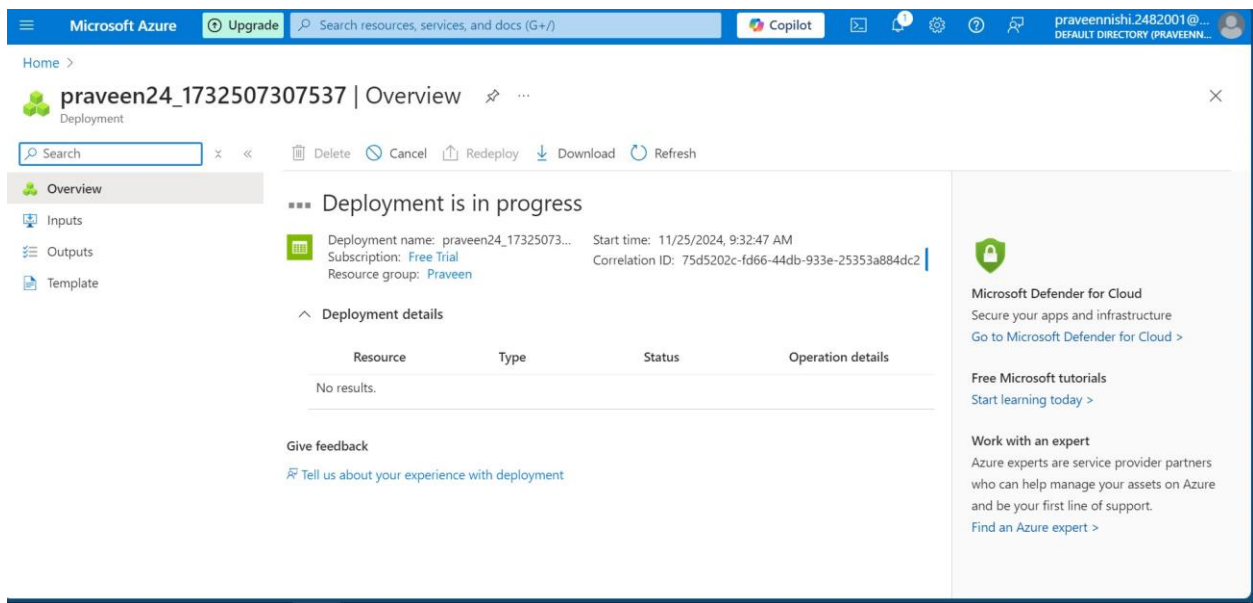 Microsoft Azure
Upgrade
Search resources, services, and docs (G+/)
Copilot
1
praveennishi.2482001@...
DEFAULT DIRECTORY (PRAVEENN...
Home >
praveen24_1732507307537 | Overview
Deployment
Search
Delete Cancel Redeploy Download Refresh
Overview
Inputs
Outputs
Template
Deployment is in progress
Deployment name: praveen24_17325073...
Subscription: Free Trial
Resource group: Praveen
Start time: 11/25/2024, 9:32:47 AM
Correlation ID: 75d5202c-fd66-44db-933e-25353a884dc2
Deployment details
Resource Type Status Operation details
No results.
Give feedback
Tell us about your experience with deployment
Microsoft Defender for Cloud
Secure your apps and infrastructure
Go to Microsoft Defender for Cloud >
Free Microsoft tutorials
Start learning today >
Work with an expert
Azure experts are service provider partners
who can help manage your assets on Azure
and be your first line of support.
Find an Azure expert >